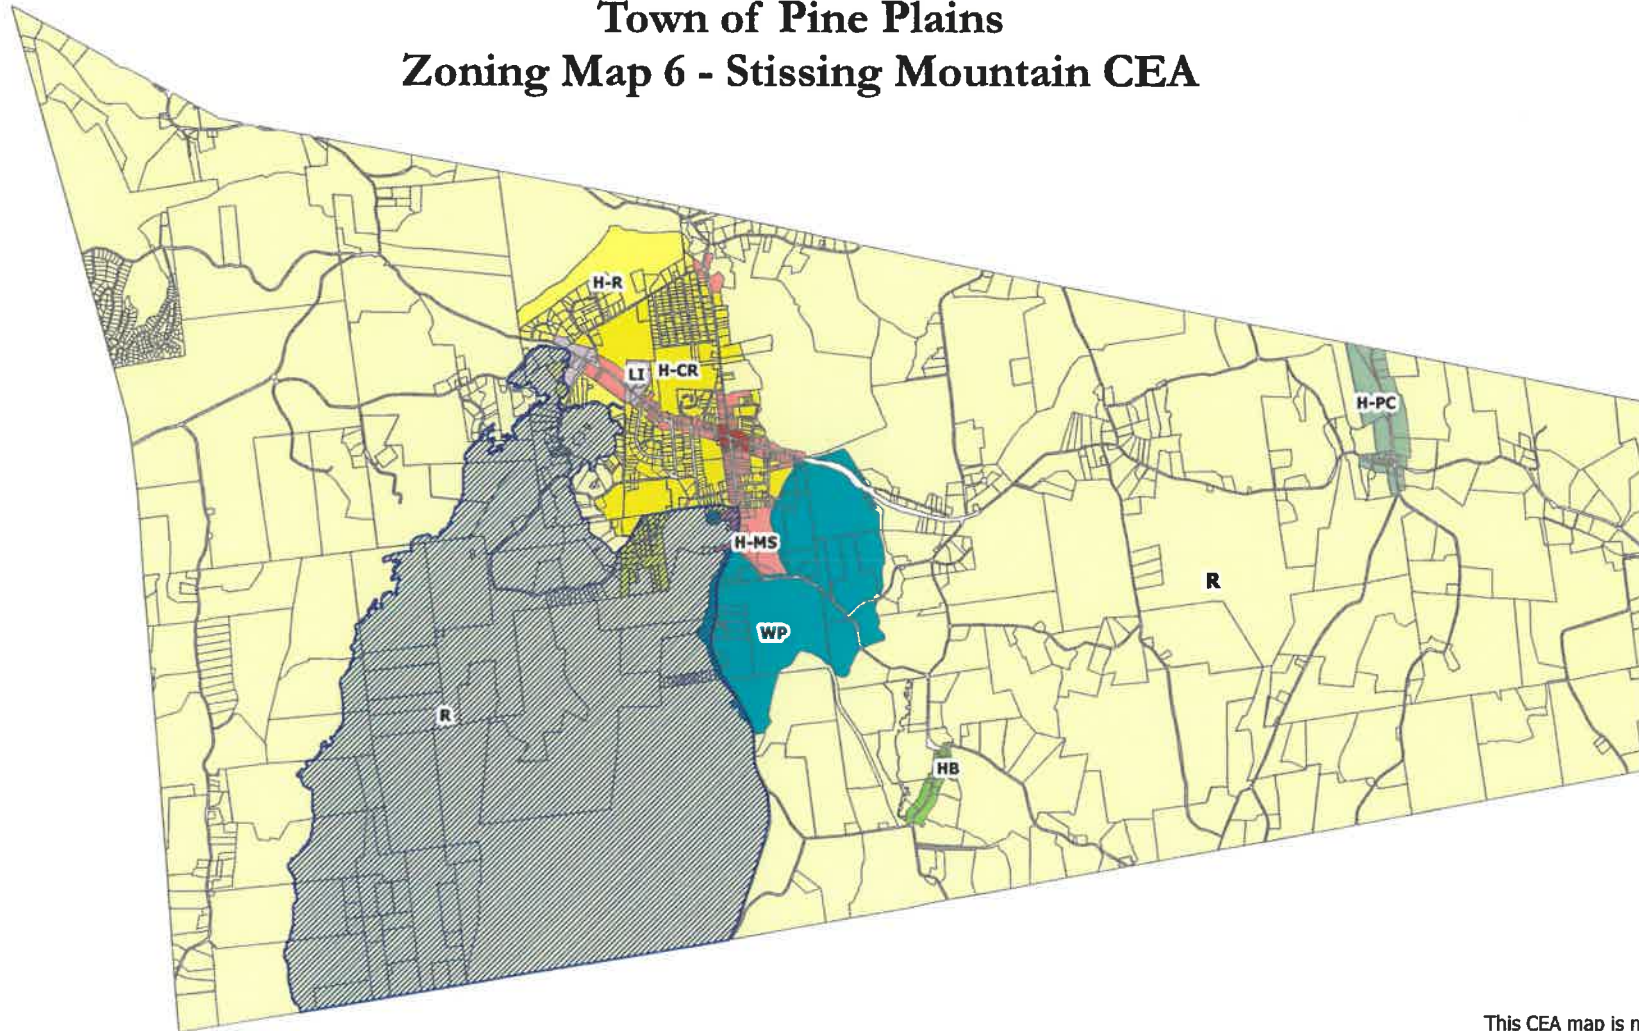 Town of Pine Plains
Zoning Map 6 - Stissing Mountain CEA
H-R
LI
H-CR
H-PC
H-MS
R
WP
R
HB
This CEA map is n